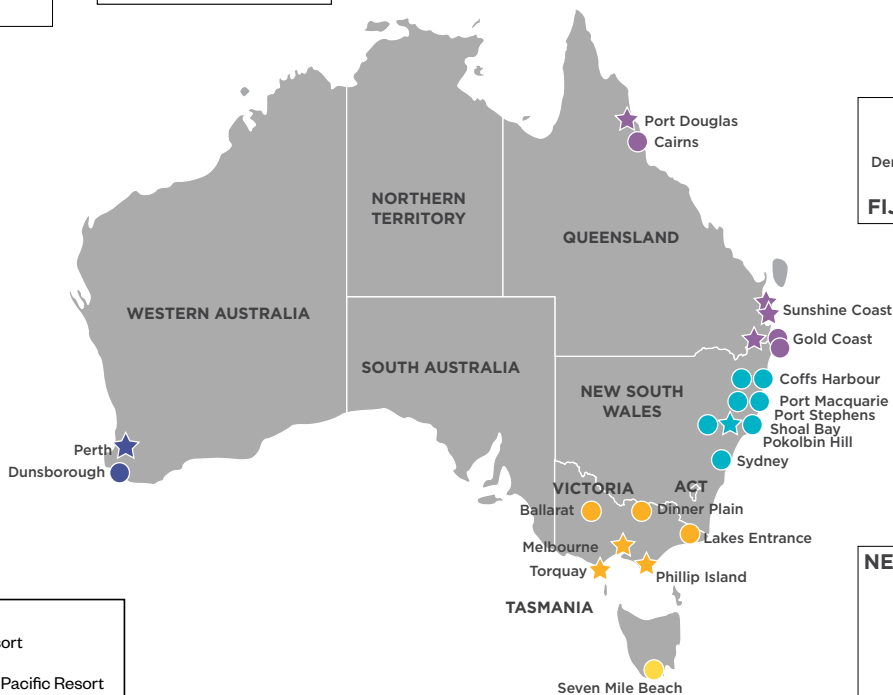 Port Douglas
Cairns
Der
FIJ
NORTHERN
TERRITORY
QUEENSLAND
WESTERN AUSTRALIA
Sunshine Coast
Gold Coast
SOUTH AUSTRALIA
NEW SOUTH
WALES
Coffs Harbour
Port Macquarie
Port Stephens
Shoal Bay
Pokolbin Hill
Perth
Dunsborough
Sydney
VICTORIA
ACT
Ballarat
Dinner Plain
Lakes Entrance
Melbourne
Torquay
Phillip Island
NE
TASMANIA
Seven Mile Beach
sort
Pacific Resort